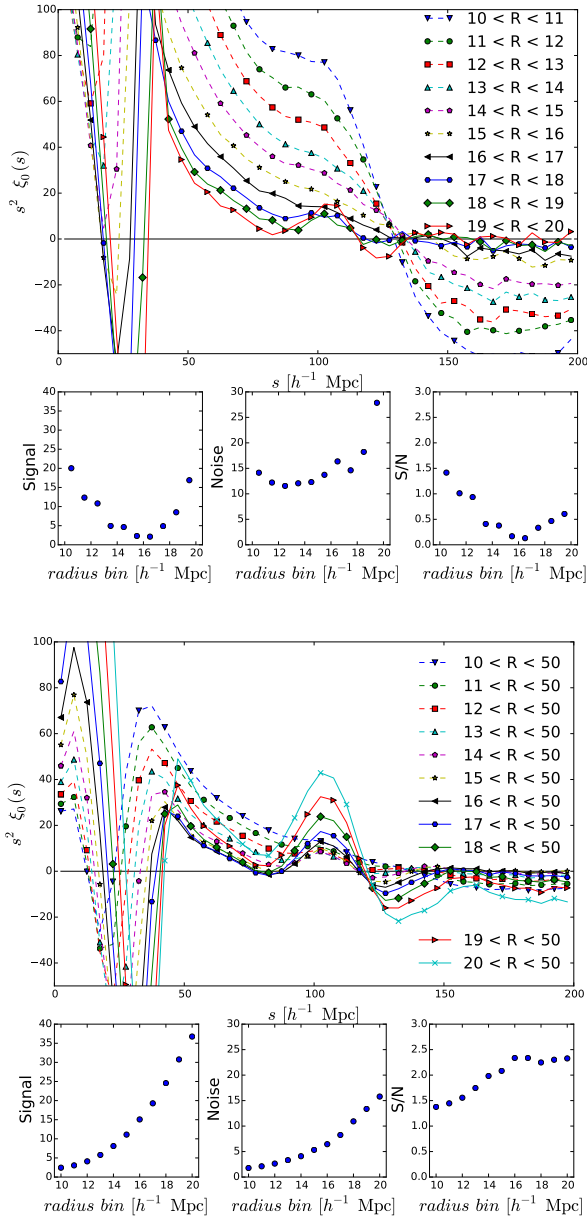 100
80
60
40
20
0
−20
−40
s² ξ₀(s)
10 < R < 11
11 < R < 12
12 < R < 13
13 < R < 14
14 < R < 15
15 < R < 16
16 < R < 17
17 < R < 18
18 < R < 19
19 < R < 20
0 50 100 150 200
s [h⁻¹ Mpc]
40
35
30
25
20
15
10
5
0
Signal
10 12 14 16 18 20
radius bin [h⁻¹ Mpc]
30
25
20
15
10
5
0
Noise
10 12 14 16 18 20
radius bin [h⁻¹ Mpc]
3.0
2.5
2.0
1.5
1.0
0.5
0.0
S/N
10 12 14 16 18 20
radius bin [h⁻¹ Mpc]
100
80
60
40
20
0
−20
−40
s² ξ₀(s)
10 < R < 50
11 < R < 50
12 < R < 50
13 < R < 50
14 < R < 50
15 < R < 50
16 < R < 50
17 < R < 50
18 < R < 50
19 < R < 50
20 < R < 50
0 50 100 150 200
s [h⁻¹ Mpc]
40
35
30
25
20
15
10
5
0
Signal
10 12 14 16 18 20
radius bin [h⁻¹ Mpc]
30
25
20
15
10
5
0
Noise
10 12 14 16 18 20
radius bin [h⁻¹ Mpc]
3.0
2.5
2.0
1.5
1.0
0.5
0.0
S/N
10 12 14 16 18 20
radius bin [h⁻¹ Mpc]